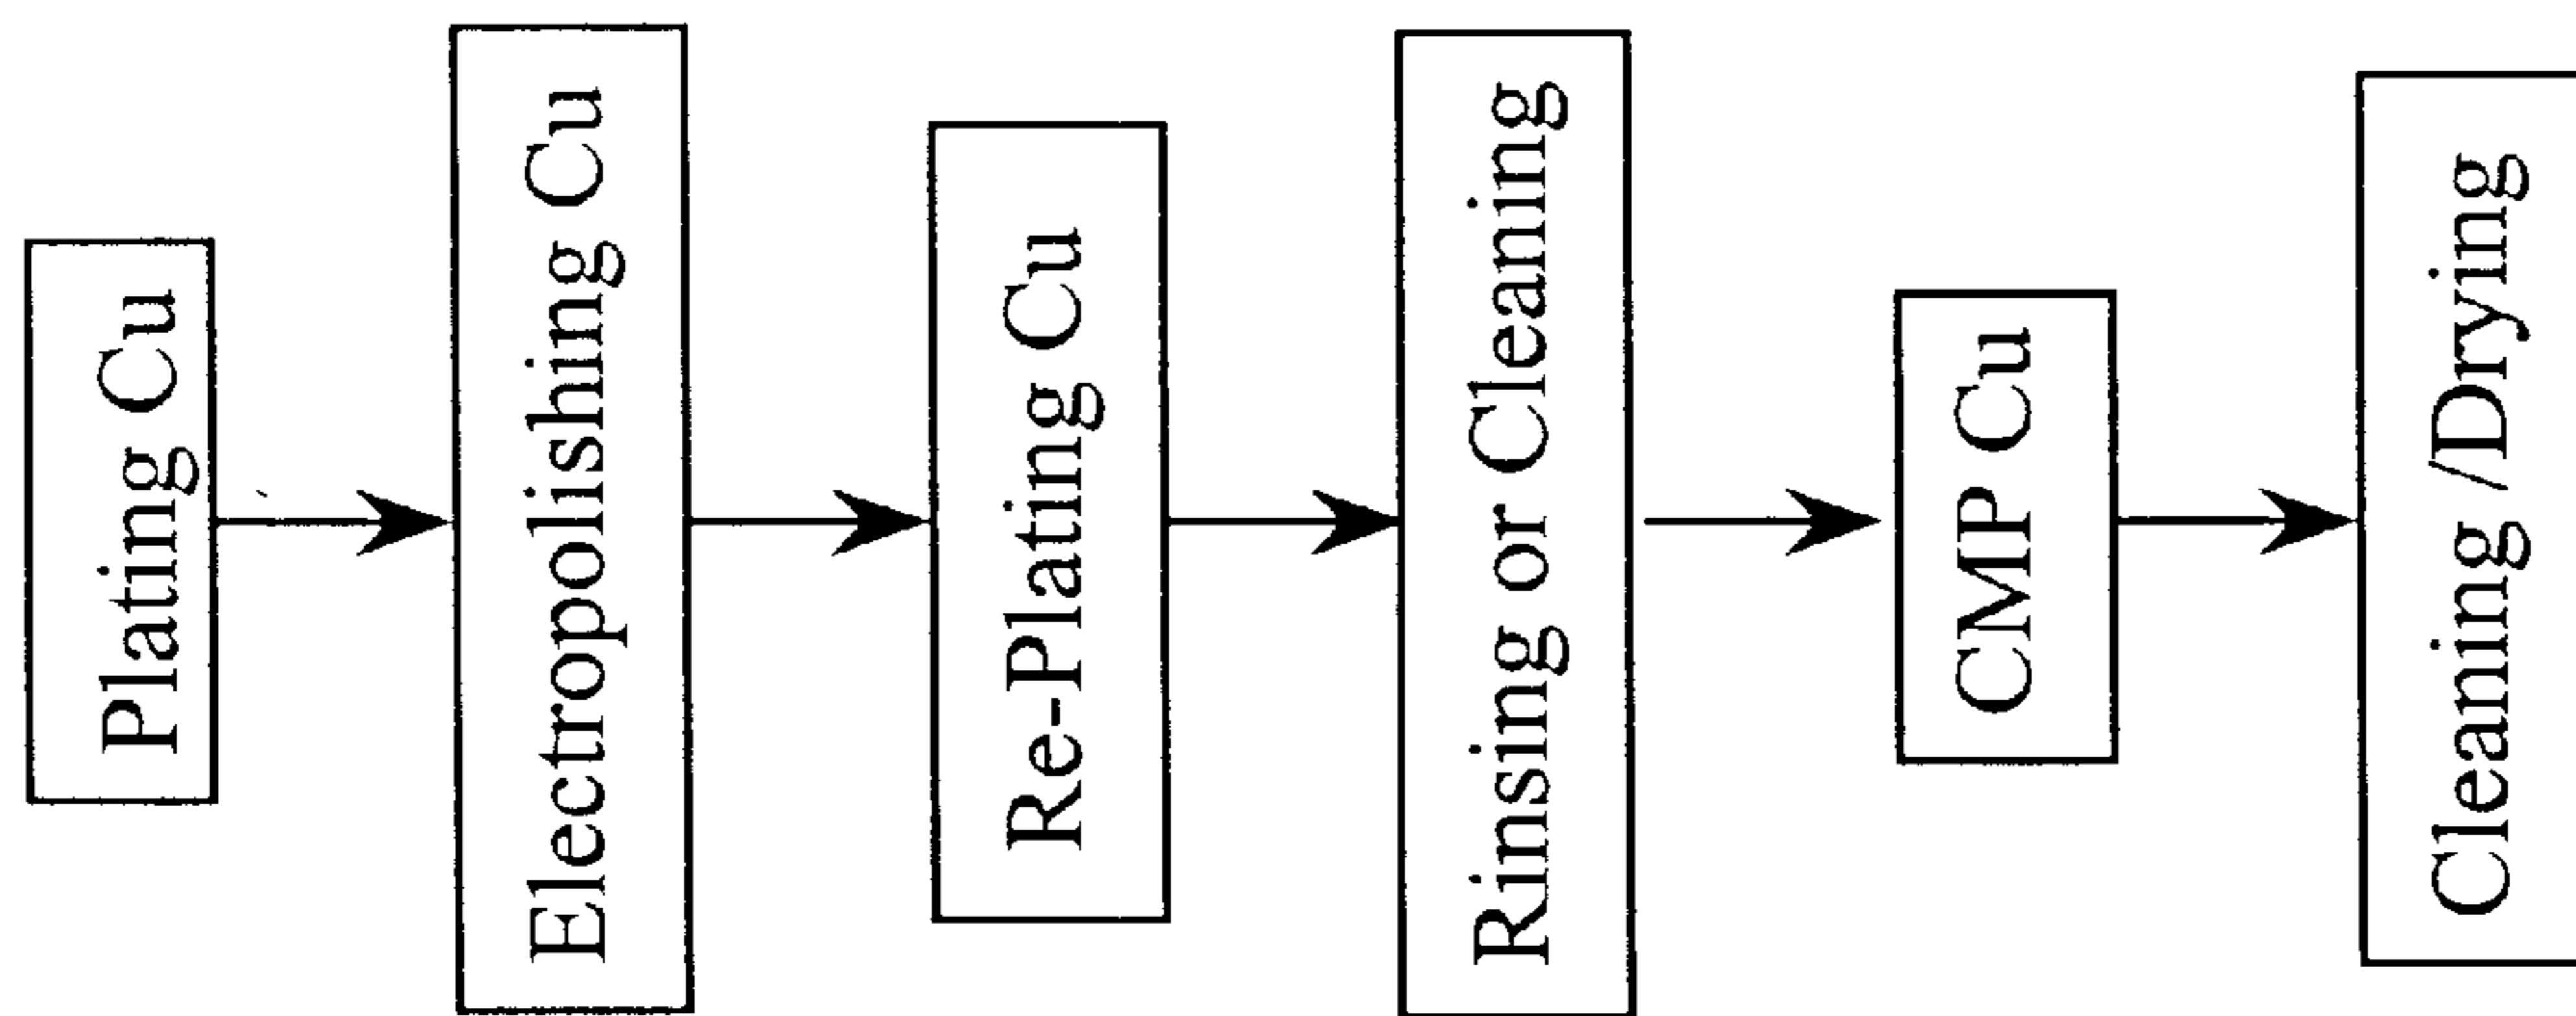 Plating Cu
Electropolishing Cu
Re-Plating Cu
Rinsing or Cleaning
CMP Cu
Cleaning /Drying